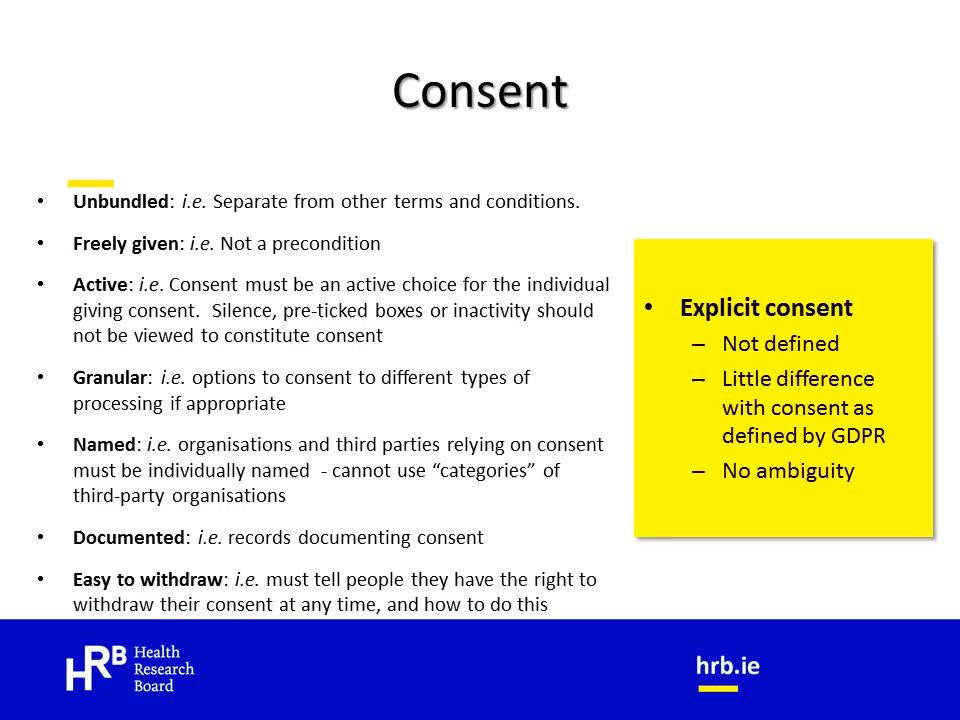 Consent
• Unbundled: i.e. Separate from other terms and conditions.
• Freely given: i.e. Not a precondition
• Active: i.e. Consent must be an active choice for the individual
giving consent.  Silence, pre-ticked boxes or inactivity should
not be viewed to constitute consent
• Granular: i.e. options to consent to different types of
processing if appropriate
• Named: i.e. organisations and third parties relying on consent
must be individually named  - cannot use “categories” of
third-party organisations
• Documented: i.e. records documenting consent
• Easy to withdraw: i.e. must tell people they have the right to
withdraw their consent at any time, and how to do this
• Explicit consent
– Not defined
– Little difference
with consent as
defined by GDPR
– No ambiguity
HRB
Health
Research
Board
hrb.ie